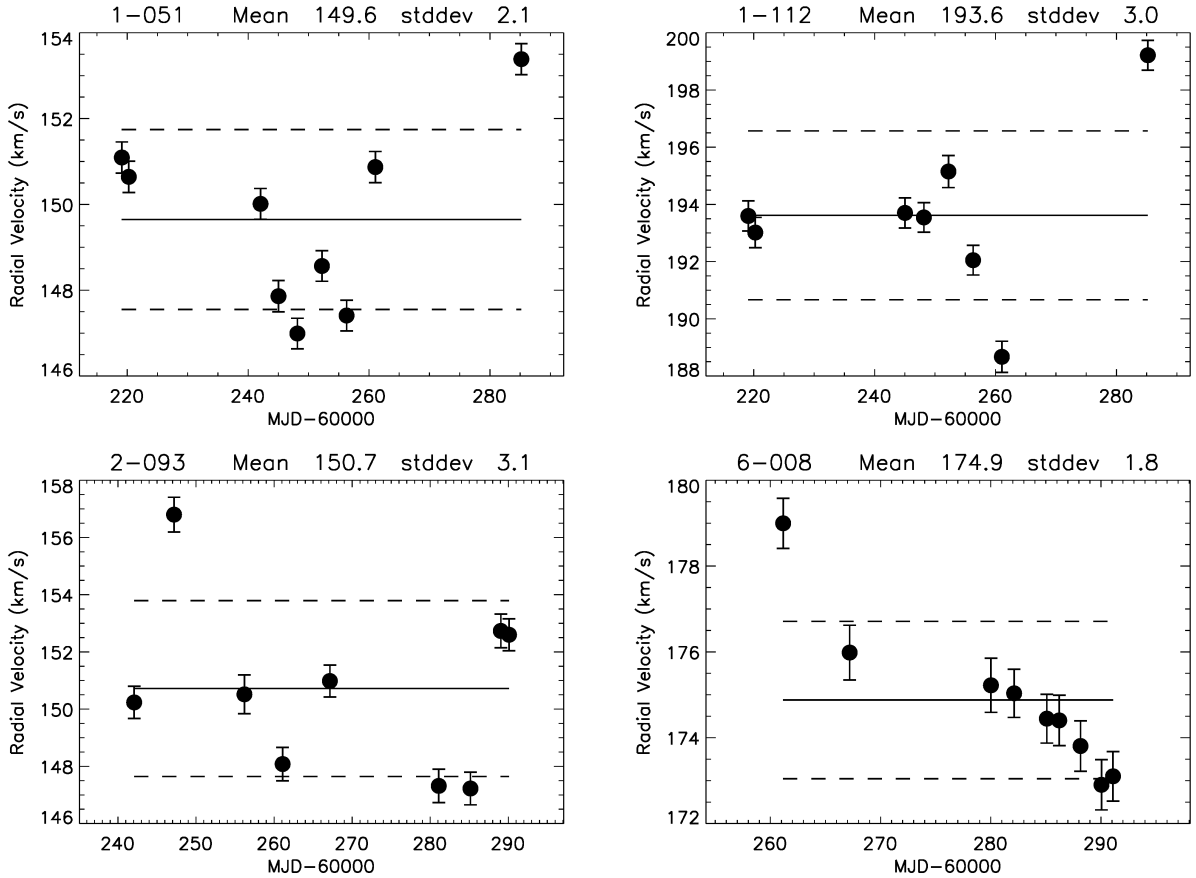 1-051 Mean 149.6 stddev 2.1
154
152
150
148
146
Radial Velocity (km/s)
220 240 260 280
MJD-60000
1-112 Mean 193.6 stddev 3.0
200
198
196
194
192
190
188
Radial Velocity (km/s)
220 240 260 280
MJD-60000
2-093 Mean 150.7 stddev 3.1
158
156
154
152
150
148
146
Radial Velocity (km/s)
240 250 260 270 280 290
MJD-60000
6-008 Mean 174.9 stddev 1.8
180
178
176
174
172
Radial Velocity (km/s)
260 270 280 290
MJD-60000